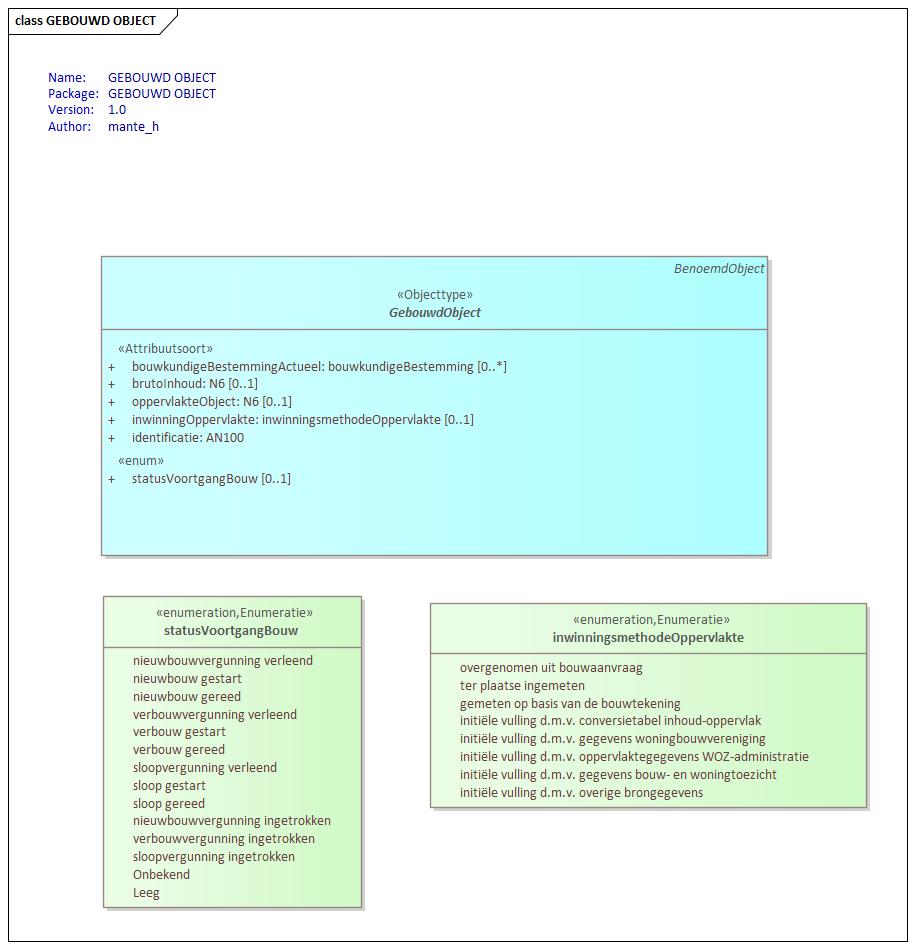 class GEBOUWD OBJECT
Name: GEBOUWD OBJECT
Package: GEBOUWD OBJECT
Version: 1.0
Author: mante_h
BenoemdObject
«Objecttype»
GebouwdObject
«Attribuutsoort»
+ bouwkundigeBestemmingActueel: bouwkundigeBestemming [0..*]
+ brutoInhoud: N6 [0..1]
+ oppervlakteObject: N6 [0..1]
+ inwinningOppervlakte: inwinningsmethodeOppervlakte [0..1]
+ identificatie: AN100
«enum»
+ statusVoortgangBouw [0..1]
«enumeration,Enumeratie»
statusVoortgangBouw
nieuwbouwvergunning verleend
nieuwbouw gestart
nieuwbouw gereed
verbouwvergunning verleend
verbouw gestart
verbouw gereed
sloopvergunning verleend
sloop gestart
sloop gereed
nieuwbouwvergunning ingetrokken
verbouwvergunning ingetrokken
sloopvergunning ingetrokken
Onbekend
Leeg
«enumeration,Enumeratie»
inwinningsmethodeOppervlakte
overgenomen uit bouwaanvraag
ter plaatse ingemeten
gemeten op basis van de bouwtekening
initiële vulling d.m.v. conversietabel inhoud-oppervlak
initiële vulling d.m.v. gegevens woningbouwvereniging
initiële vulling d.m.v. oppervlaktegegevens WOZ-administratie
initiële vulling d.m.v. gegevens bouw- en woningtoezicht
initiële vulling d.m.v. overige brongegevens